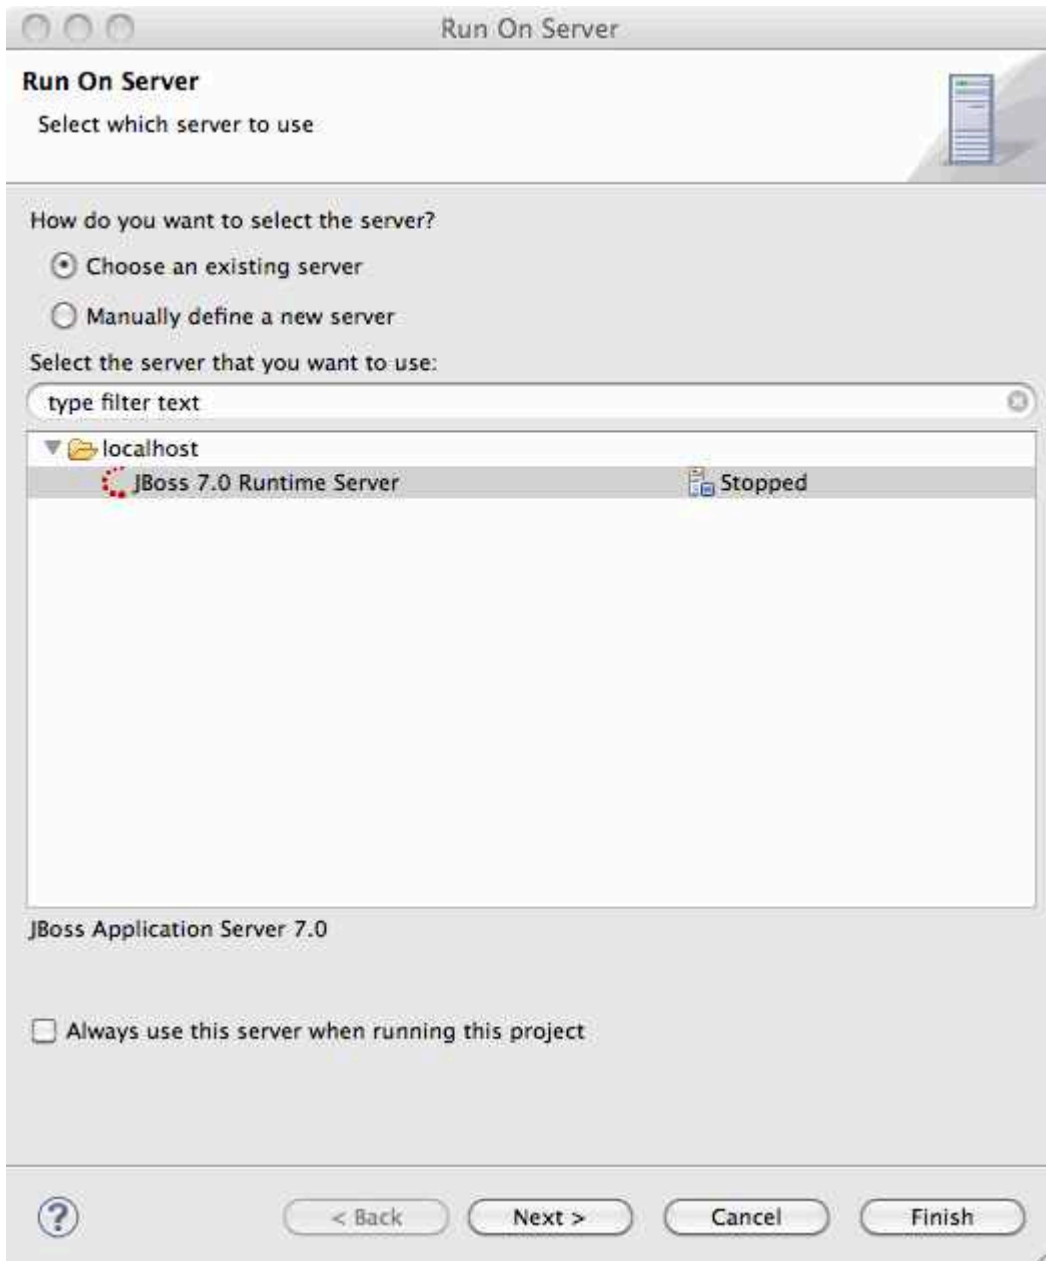 Run On Server
Run On Server
Select which server to use
How do you want to select the server?
Choose an existing server
Manually define a new server
Select the server that you want to use:
type filter text
localhost
JBoss 7.0 Runtime Server Stopped
JBoss Application Server 7.0
Always use this server when running this project
? < Back Next > Cancel Finish